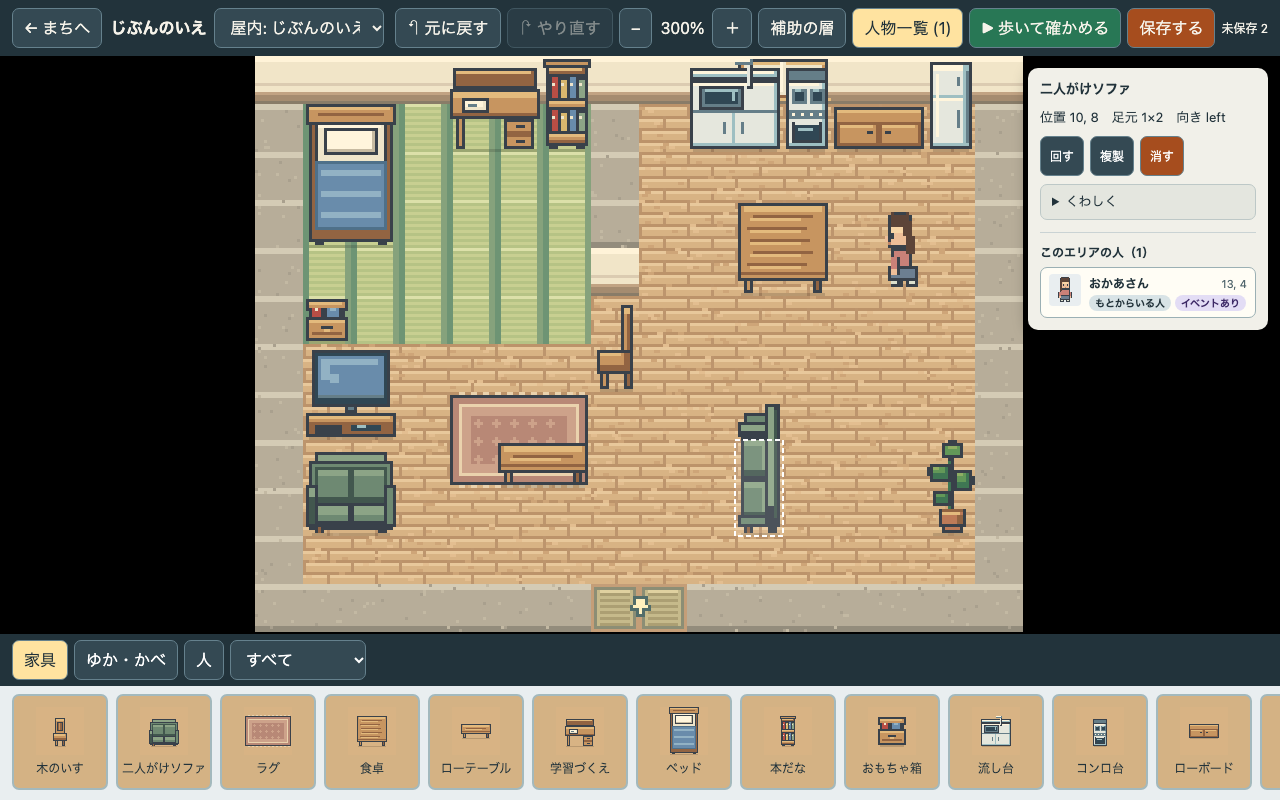 ← まちへ じぶんのいえ 屋内: じぶんのいえ 元に戻す やり直す − 300% + 補助の層 人物一覧 (1) ▶ 歩いて確かめる 保存する 未保存 2
二人がけソファ
位置 10, 8 足元 1×2 向き left
回す 複製 消す
▶ くわしく
このエリアの人（1）
おかあさん 13, 4
もとからいる人 イベントあり
家具 ゆか・かべ 人 すべて
木のいす 二人がけソファ ラグ 食卓 ローテーブル 学習づくえ ベッド 本だな おもちゃ箱 流し台 コンロ台 ローボード